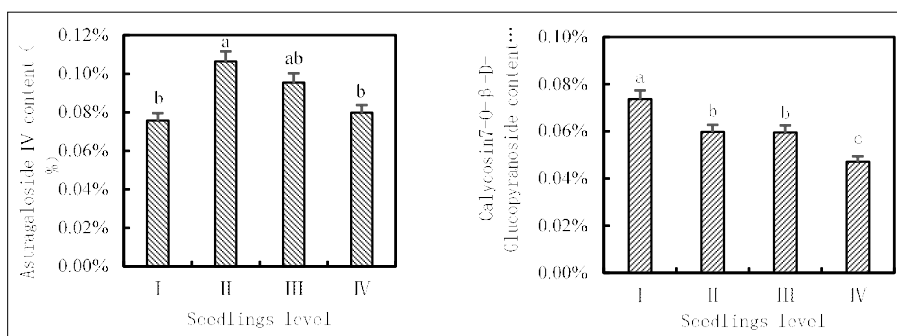 Astragaloside IV content (
%)
0.12%
0.10%
0.08%
0.06%
0.04%
0.02%
0.00%
b
a
ab
b
I
II
III
IV
Seedlings level
Calycosin7-O-β-D-
Glucopyranoside content…
0.10%
0.08%
0.06%
0.04%
0.02%
0.00%
a
b
b
c
I
II
III
IV
Seedlings level